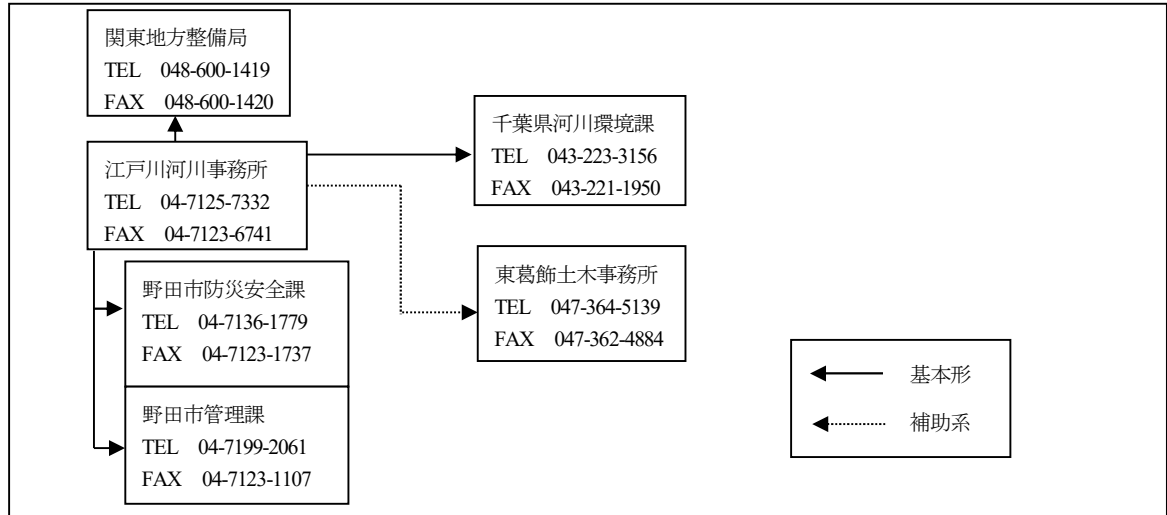 関東地方整備局
TEL 048-600-1419
FAX 048-600-1420
江戸川河川事務所
TEL 04-7125-7332
FAX 04-7123-6741
千葉県河川環境課
TEL 043-223-3156
FAX 043-221-1950
東葛飾土木事務所
TEL 047-364-5139
FAX 047-362-4884
野田市防災安全課
TEL 04-7136-1779
FAX 04-7123-1737
野田市管理課
TEL 04-7199-2061
FAX 04-7123-1107
基本形
補助系